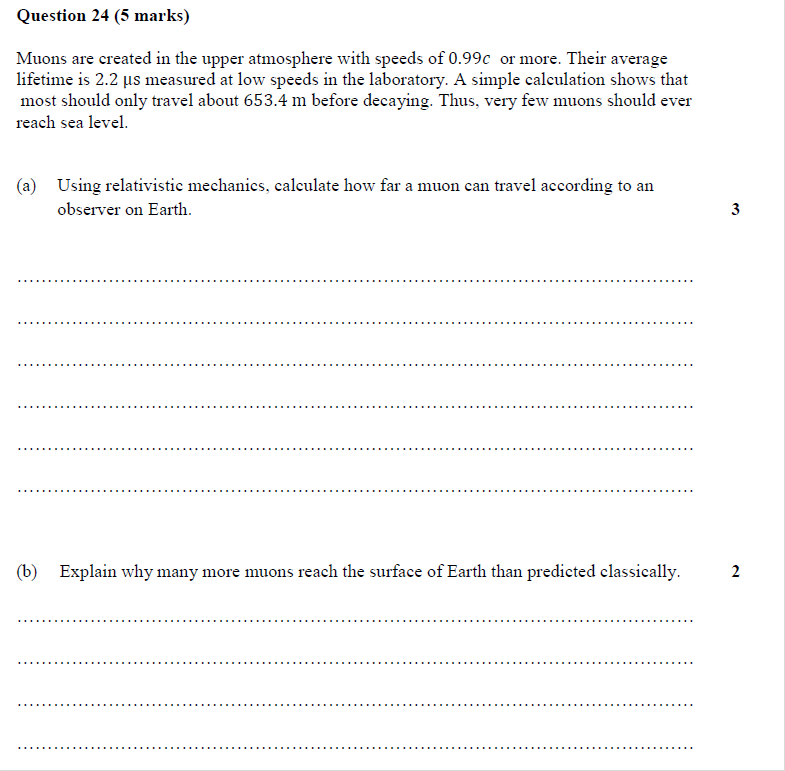 Question 24 (5 marks)
Muons are created in the upper atmosphere with speeds of 0.99c or more. Their average
lifetime is 2.2 µs measured at low speeds in the laboratory. A simple calculation shows that
most should only travel about 653.4 m before decaying. Thus, very few muons should ever
reach sea level.
(a) Using relativistic mechanics, calculate how far a muon can travel according to an
observer on Earth. 3
................................................................................
................................................................................
................................................................................
................................................................................
................................................................................
................................................................................
(b) Explain why many more muons reach the surface of Earth than predicted classically. 2
................................................................................
................................................................................
................................................................................
................................................................................